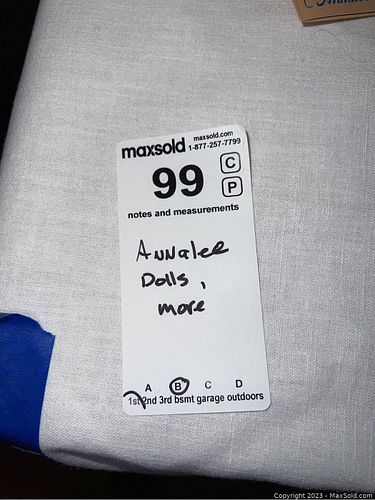 maxsold maxsold.com
1-877-257-7799
99 C
P
notes and measurements
Annalee
Dolls,
more
A B C D
1st 2nd 3rd bsmt garage outdoors
Copyright 2023 - MaxSold.com